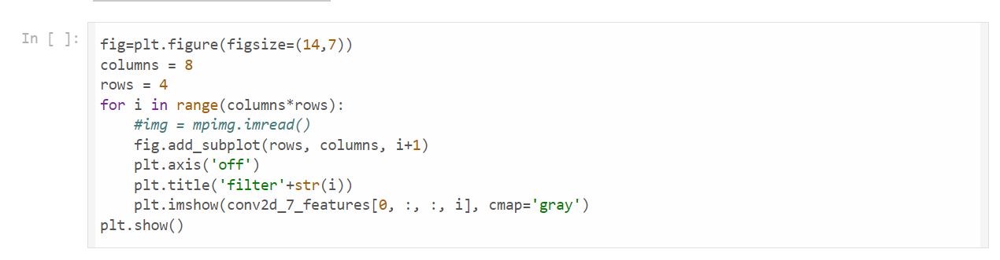 In [ ]:
fig=plt.figure(figsize=(14,7))
columns = 8
rows = 4
for i in range(columns*rows):
    #img = mpimg.imread()
    fig.add_subplot(rows, columns, i+1)
    plt.axis('off')
    plt.title('filter'+str(i))
    plt.imshow(conv2d_7_features[0, :, :, i], cmap='gray')
plt.show()